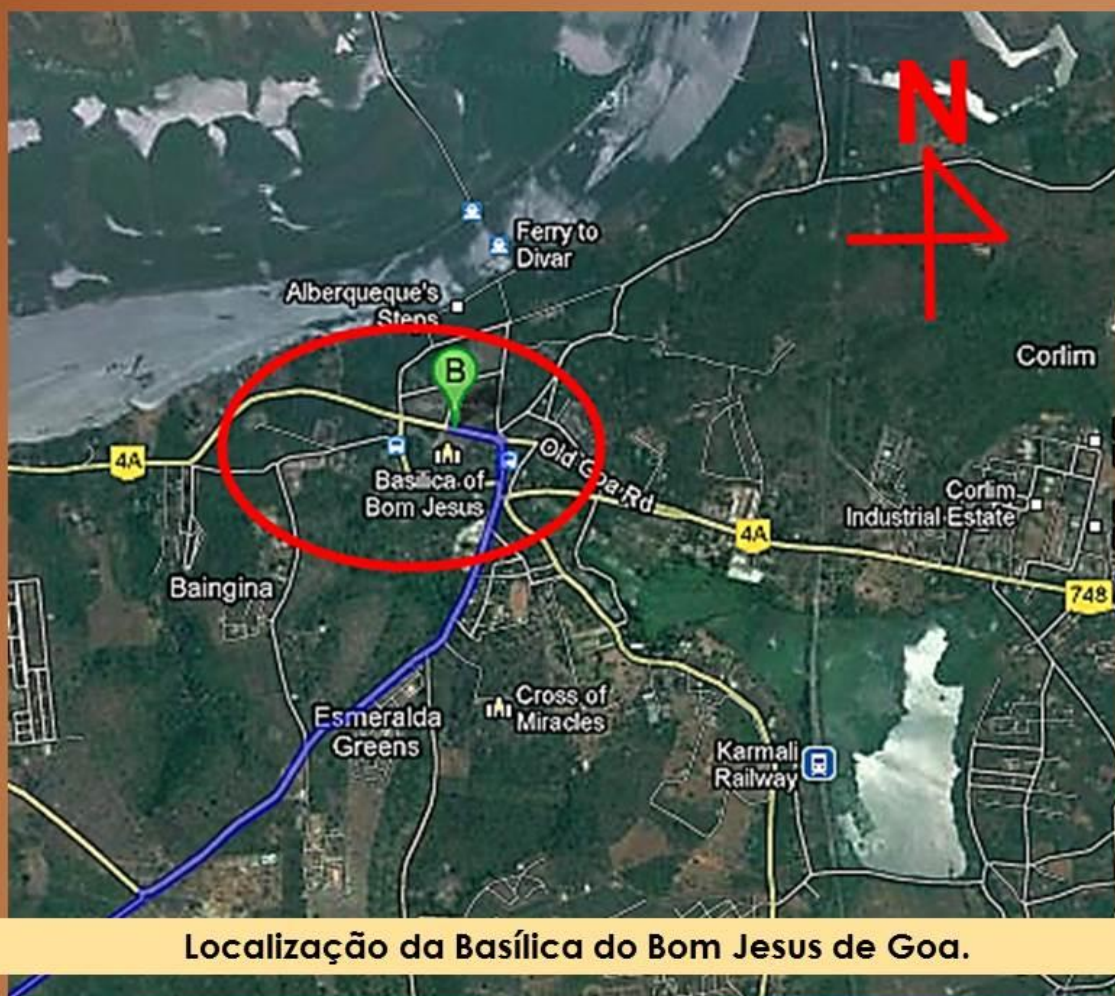 N
Ferry to
Divar
Alberqueque's
Steps
Corlim
B
4A
Old Goa Rd
Basilica of
Bom Jesus
Corlim
Industrial Estate
4A
748
Baingina
Cross of
Miracles
Esmeralda
Greens
Karmali
Railway
Localização da Basílica do Bom Jesus de Goa.